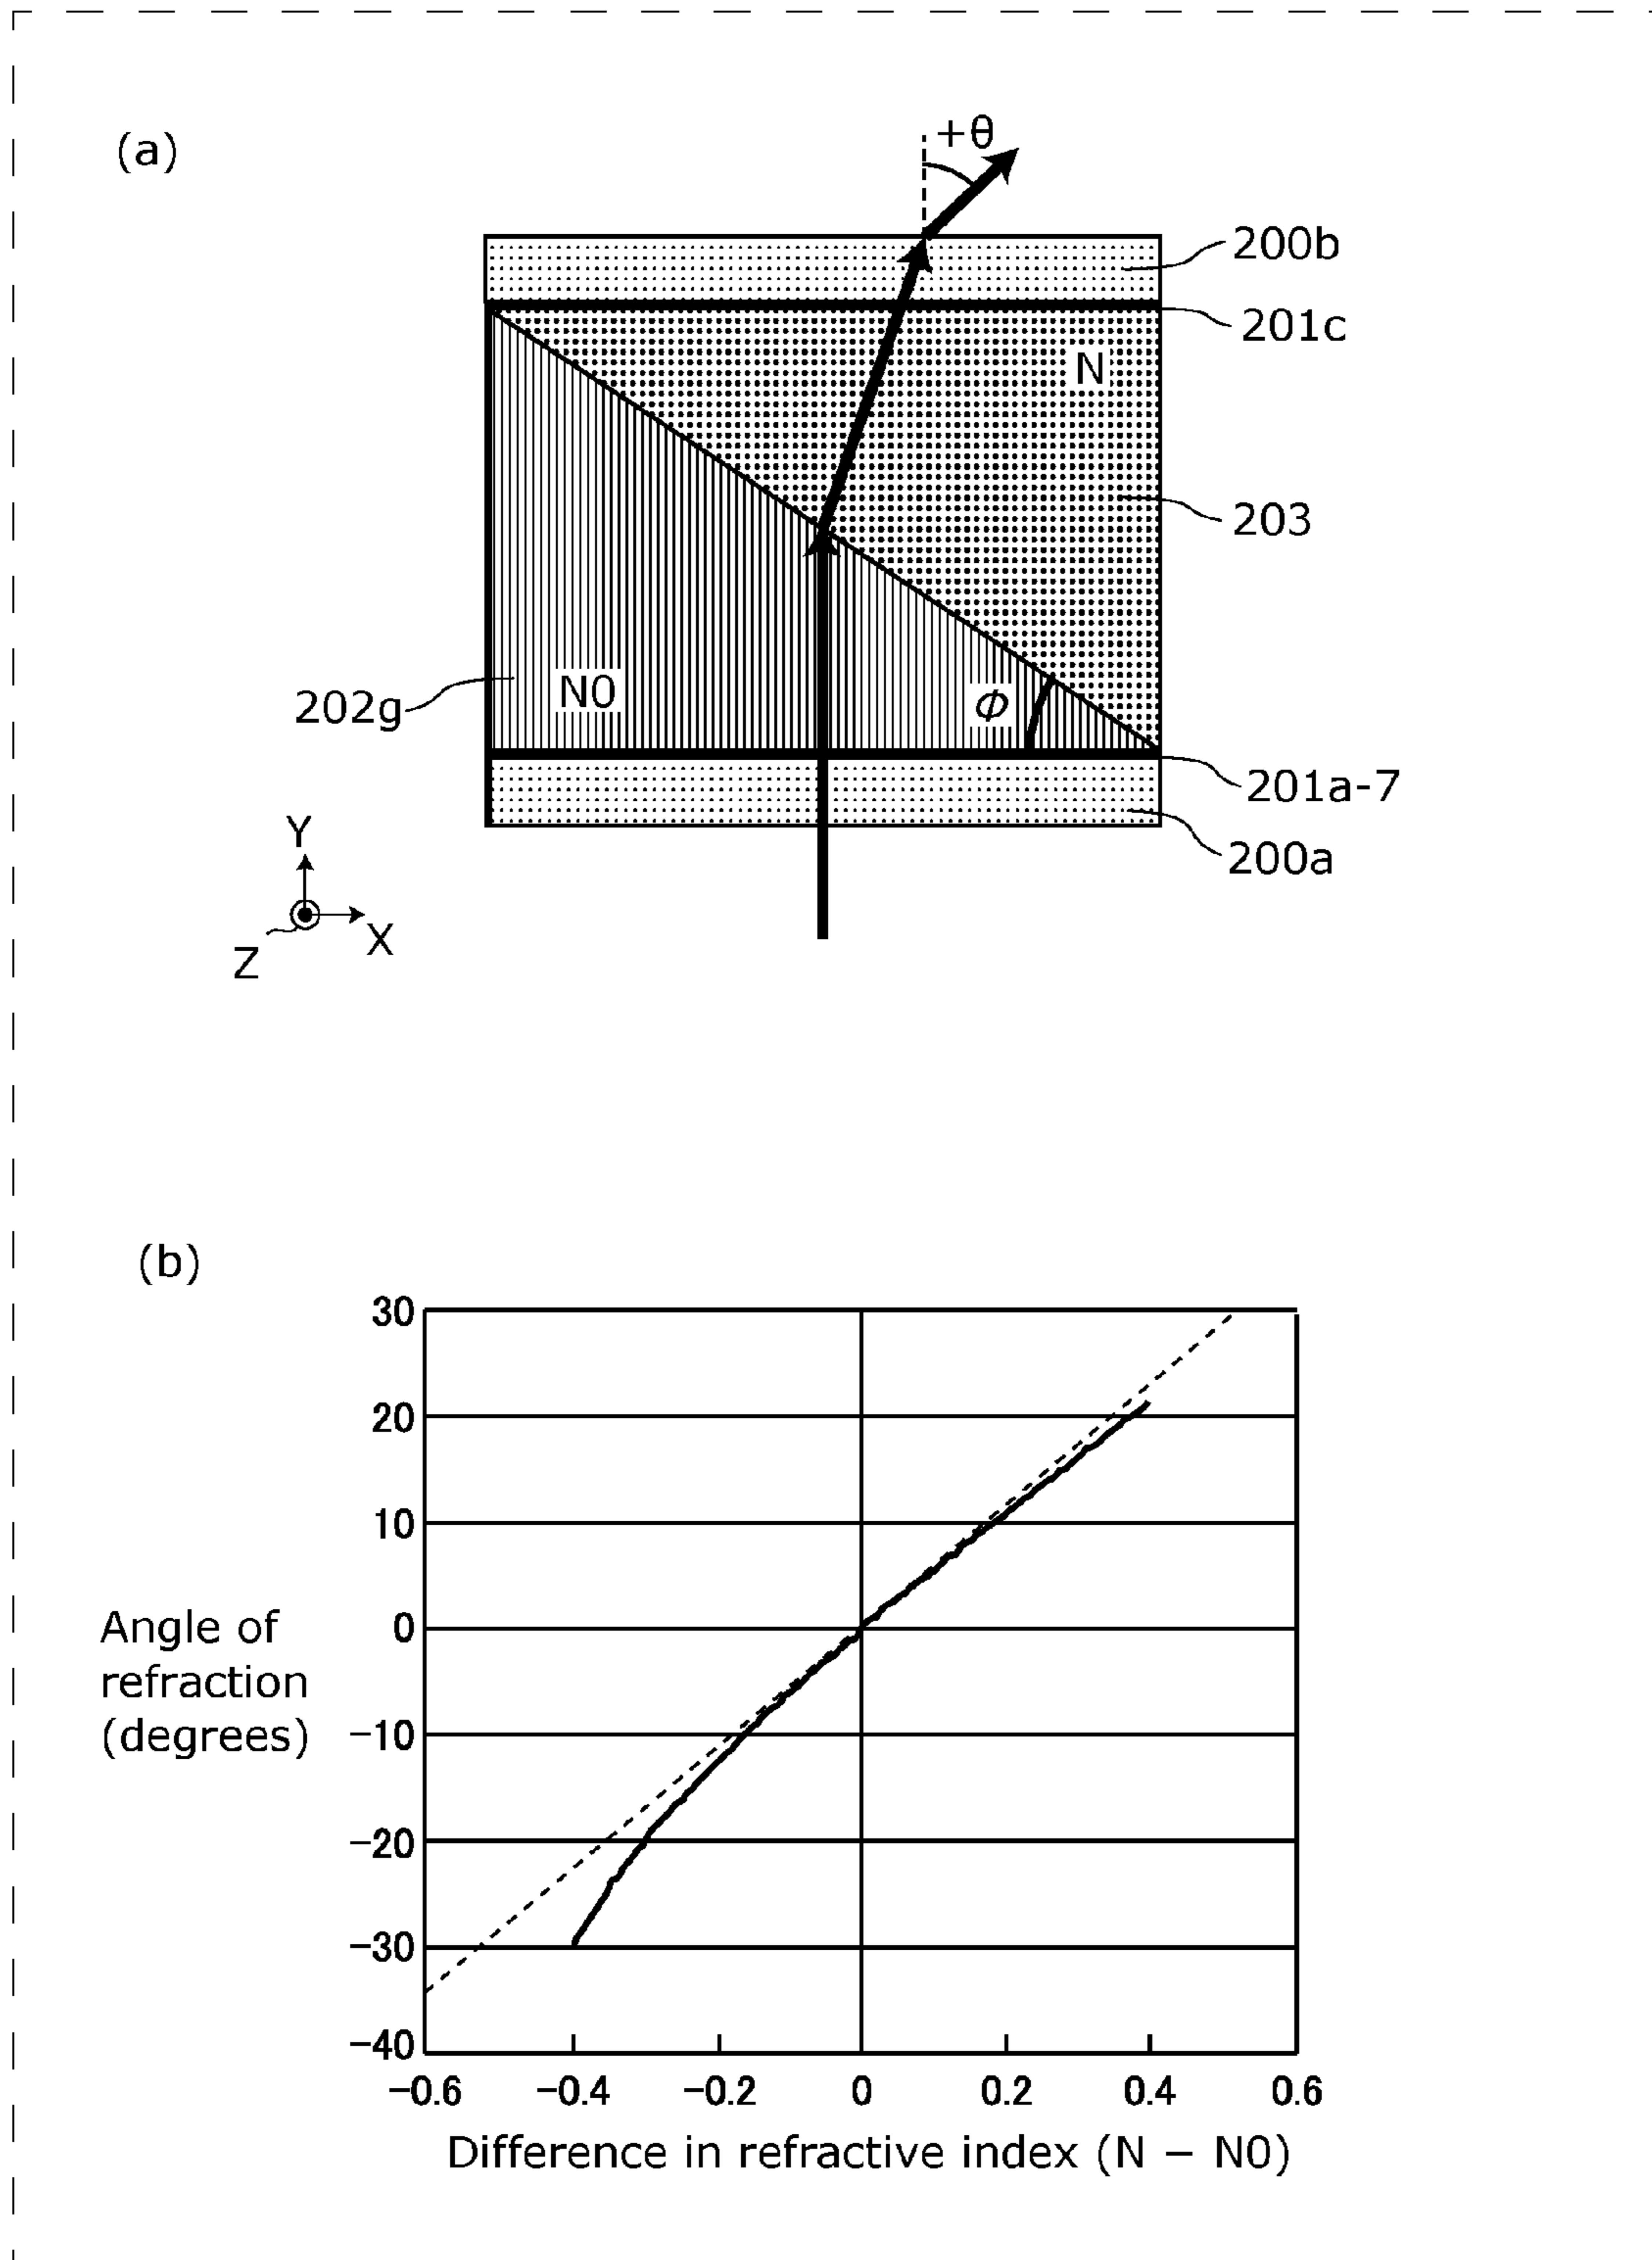 (a)
+θ
200b
201c
N
203
202g
N0
Φ
201a-7
200a
Y
X
Z
(b)
30
20
10
0
−10
−20
−30
−40
Angle of
refraction
(degrees)
−0.6 −0.4 −0.2 0 0.2 0.4 0.6
Difference in refractive index (N − N0)